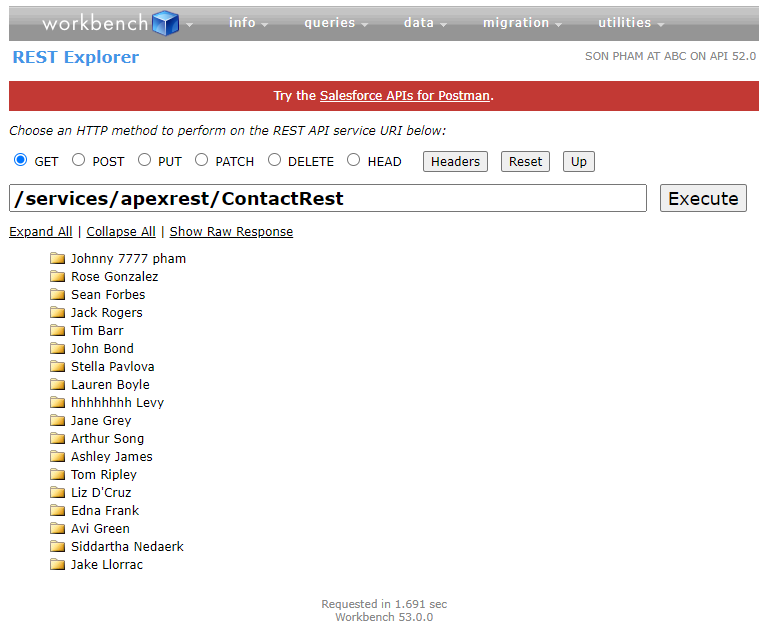 workbench info queries data migration utilities
REST Explorer SON PHAM AT ABC ON API 52.0
Try the Salesforce APIs for Postman.
Choose an HTTP method to perform on the REST API service URI below:
GET POST PUT PATCH DELETE HEAD Headers Reset Up
/services/apexrest/ContactRest Execute
Expand All | Collapse All | Show Raw Response
Johnny 7777 pham
Rose Gonzalez
Sean Forbes
Jack Rogers
Tim Barr
John Bond
Stella Pavlova
Lauren Boyle
hhhhhhhh Levy
Jane Grey
Arthur Song
Ashley James
Tom Ripley
Liz D'Cruz
Edna Frank
Avi Green
Siddartha Nedaerk
Jake Llorrac
Requested in 1.691 sec
Workbench 53.0.0